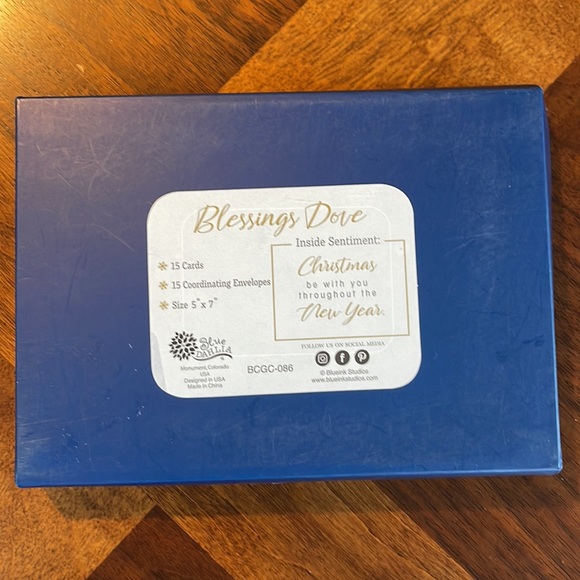 Blessings Dove
15 Cards
15 Coordinating Envelopes
Size 5" x 7"
Inside Sentiment:
Christmas
be with you
throughout the
New Year.
Blue
DAHLIA
Monument, Colorado
USA
Designed in USA
Made in China
BCGC-086
FOLLOW US ON SOCIAL MEDIA
© BlueInk Studios
www.blueinkstudios.com